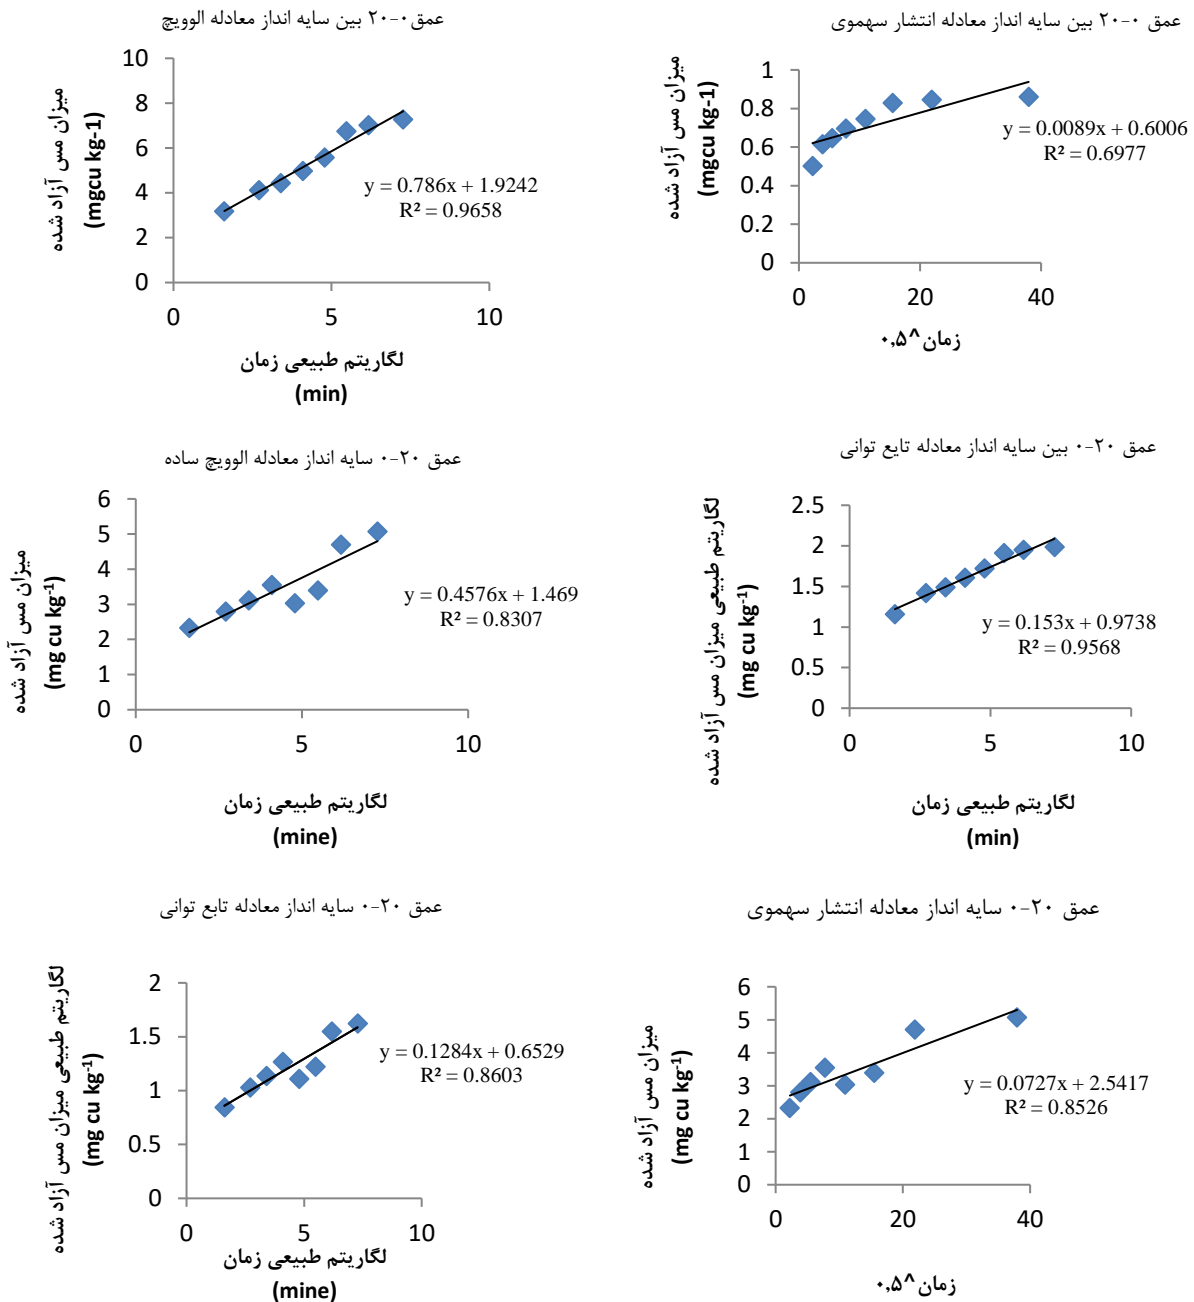 عمق ۰-۲۰ بین سایه انداز معادله الوویچ
میزان مس آزاد شده
(mgcu kg-1)
10
8
6
4
2
0
y = 0.786x + 1.9242
R² = 0.9658
0 5 10
لگاریتم طبیعی زمان
(min)
عمق ۰-۲۰ بین سایه انداز معادله انتشار سهموی
میزان مس آزاد شده
(mgcu kg-1)
1
0.8
0.6
0.4
0.2
0
y = 0.0089x + 0.6006
R² = 0.6977
0 20 40
زمان^۰,۵
عمق ۲۰-۰ سایه انداز معادله الوویچ ساده
میزان مس آزاد شده
(mg cu kg-1)
6
5
4
3
2
1
0
y = 0.4576x + 1.469
R² = 0.8307
0 5 10
لگاریتم طبیعی زمان
(mine)
عمق ۲۰-۰ بین سایه انداز معادله تایع توانی
لگاریتم طبیعی میزان مس آزاد شده
(mg cu kg-1)
2.5
2
1.5
1
0.5
0
y = 0.153x + 0.9738
R² = 0.9568
0 5 10
لگاریتم طبیعی زمان
(min)
عمق ۲۰-۰ سایه انداز معادله تابع توانی
لگاریتم طبیعی میزان مس آزاد شده
(mg cu kg-1)
2
1.5
1
0.5
0
y = 0.1284x + 0.6529
R² = 0.8603
0 5 10
لگاریتم طبیعی زمان
(mine)
عمق ۲۰-۰ سایه انداز معادله انتشار سهموی
میزان مس آزاد شده
(mg cu kg-1)
6
5
4
3
2
1
0
y = 0.0727x + 2.5417
R² = 0.8526
0 20 40
زمان^۰,۵